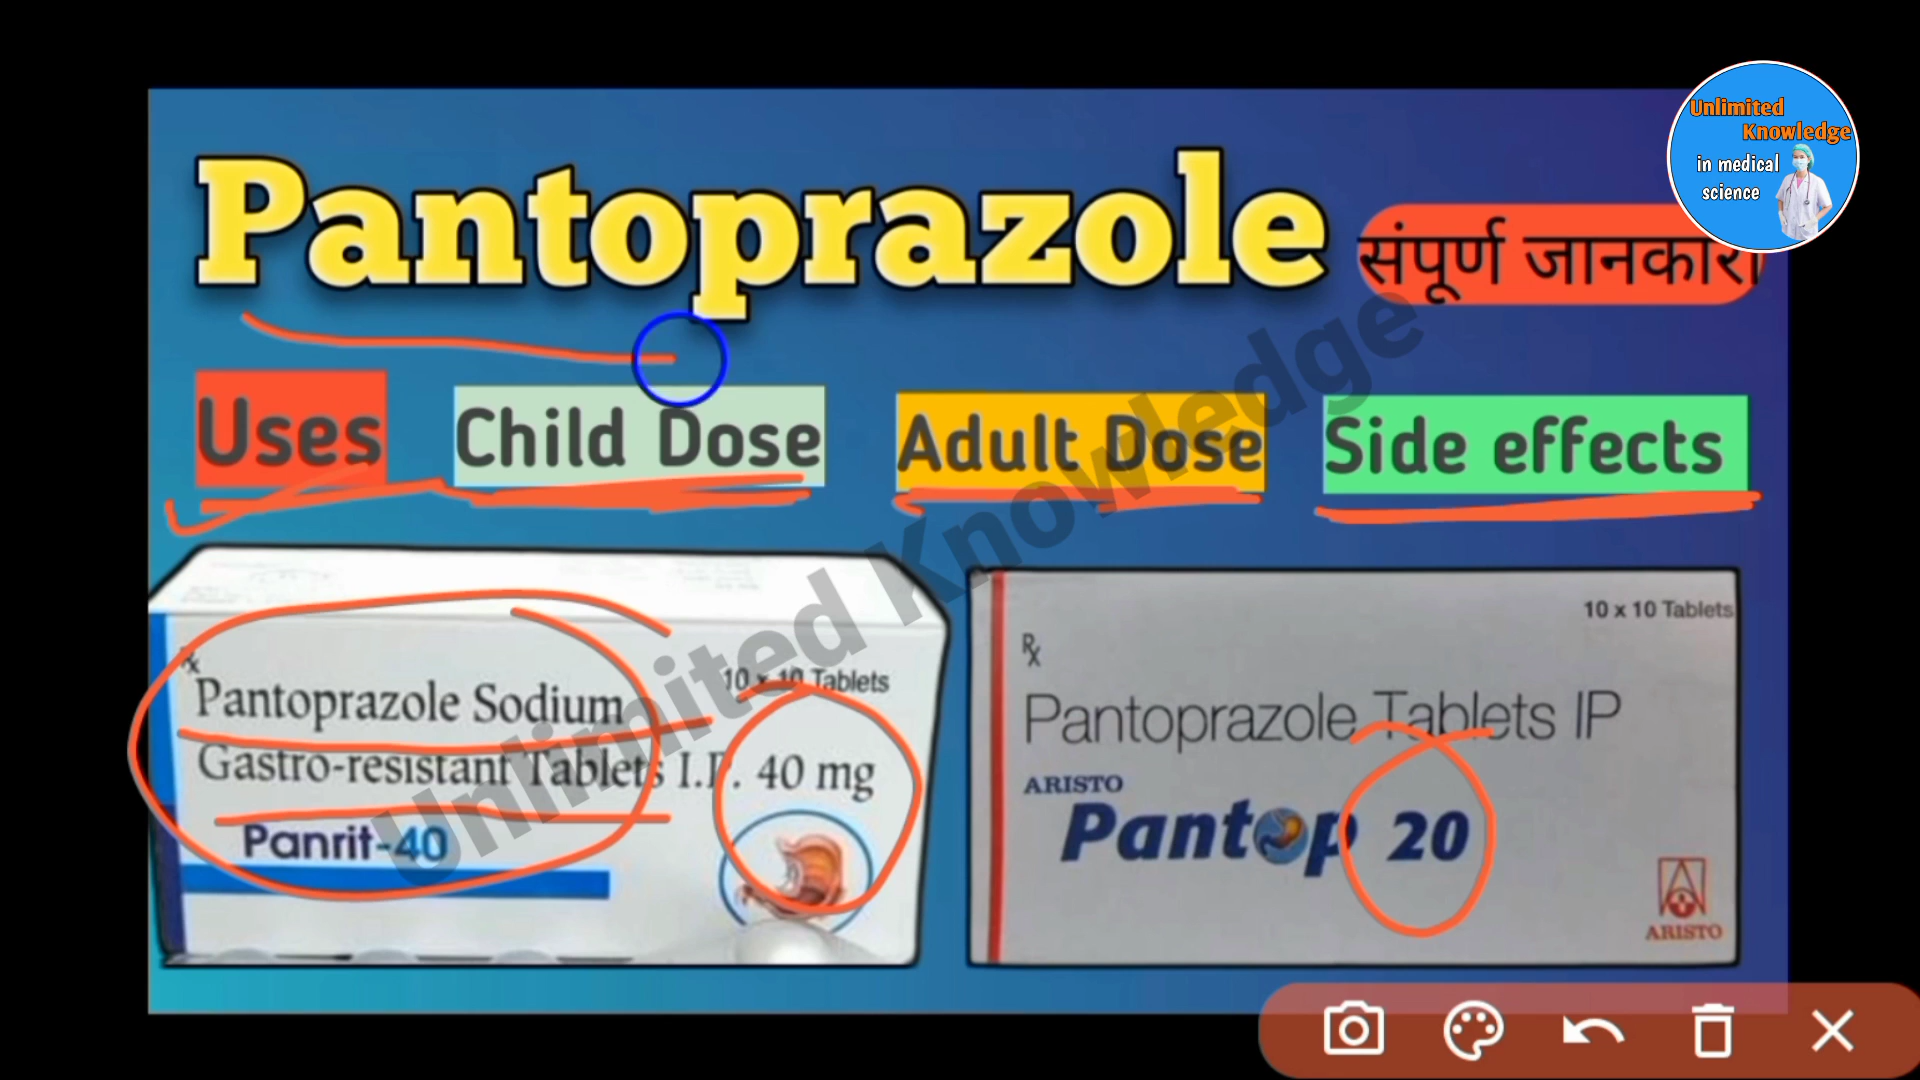 Unlimited
Knowledge
in medical
science
Pantoprazole
संपूर्ण जानकारी
Uses
Child Dose
Adult Dose
Side effects
Rx
Pantoprazole Sodium
10 x 10 Tablets
Gastro-resistant Tablets I.P. 40 mg
Panrit-40
10 x 10 Tablets
Rx
Pantoprazole Tablets IP
ARISTO
Pantop 20
ARISTO
Unlimited Knowledge